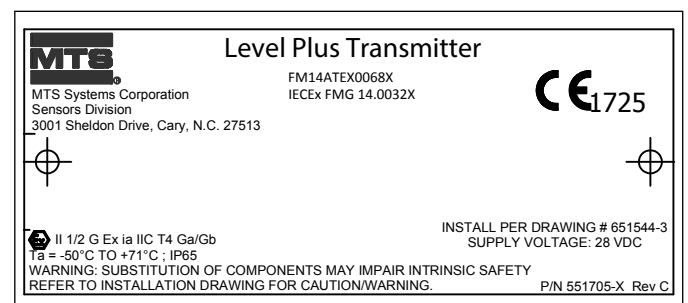 MTS
®
Level Plus Transmitter
FM14ATEX0068X
IECEx FMG 14.0032X
CE 1725
MTS Systems Corporation
Sensors Division
3001 Sheldon Drive, Cary, N.C. 27513
Ex II 1/2 G Ex ia IIC T4 Ga/Gb
Ta = -50°C TO +71°C ; IP65
INSTALL PER DRAWING # 651544-3
SUPPLY VOLTAGE: 28 VDC
WARNING: SUBSTITUTION OF COMPONENTS MAY IMPAIR INTRINSIC SAFETY
REFER TO INSTALLATION DRAWING FOR CAUTION/WARNING.
P/N 551705-X Rev C